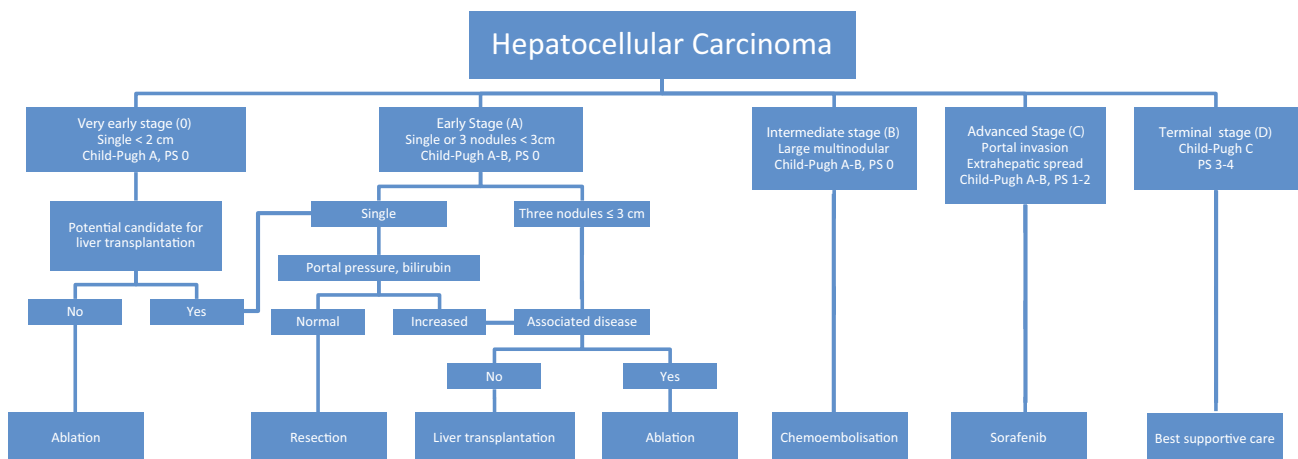 Hepatocellular Carcinoma
Very early stage (0)
Single < 2 cm
Child-Pugh A, PS 0
Early Stage (A)
Single or 3 nodules < 3cm
Child-Pugh A-B, PS 0
Intermediate stage (B)
Large multinodular
Child-Pugh A-B, PS 0
Advanced Stage (C)
Portal invasion
Extrahepatic spread
Child-Pugh A-B, PS 1-2
Terminal stage (D)
Child-Pugh C
PS 3-4
Potential candidate for
liver transplantation
Single
Three nodules ≤ 3 cm
Portal pressure, bilirubin
No
Yes
Normal
Increased
Associated disease
No
Yes
Ablation
Resection
Liver transplantation
Ablation
Chemoembolisation
Sorafenib
Best supportive care